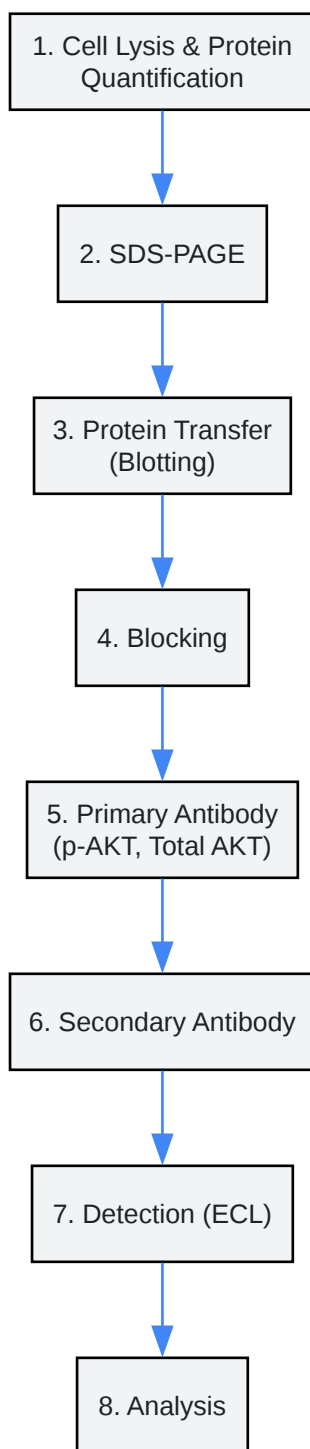 1. Cell Lysis & Protein
Quantification
2. SDS-PAGE
3. Protein Transfer
(Blotting)
4. Blocking
5. Primary Antibody
(p-AKT, Total AKT)
6. Secondary Antibody
7. Detection (ECL)
8. Analysis